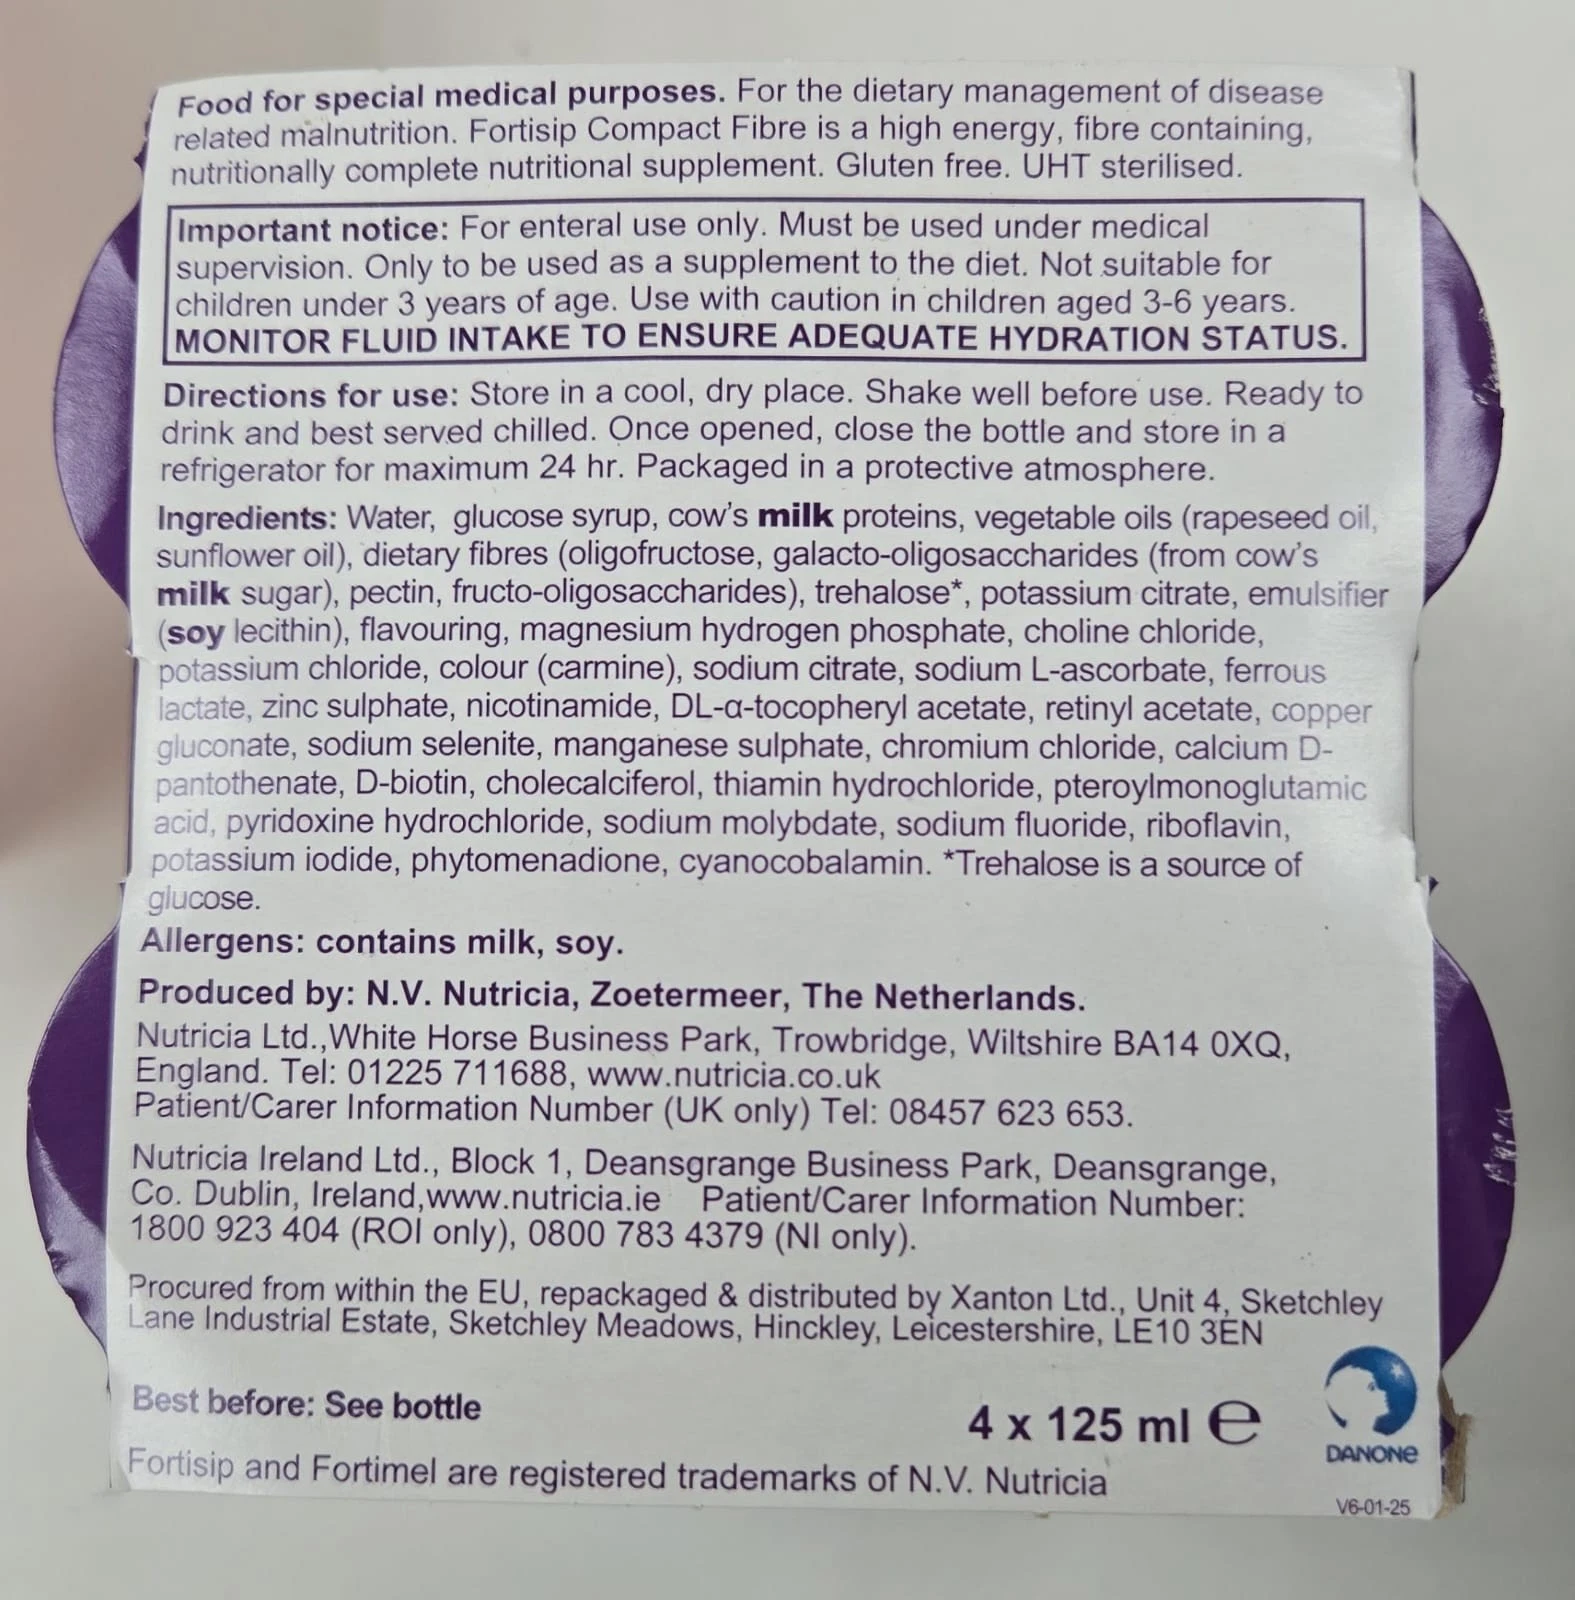 Food for special medical purposes. For the dietary management of disease
related malnutrition. Fortisip Compact Fibre is a high energy, fibre containing,
nutritionally complete nutritional supplement. Gluten free. UHT sterilised.
Important notice: For enteral use only. Must be used under medical
supervision. Only to be used as a supplement to the diet. Not suitable for
children under 3 years of age. Use with caution in children aged 3-6 years.
MONITOR FLUID INTAKE TO ENSURE ADEQUATE HYDRATION STATUS.
Directions for use: Store in a cool, dry place. Shake well before use. Ready to
drink and best served chilled. Once opened, close the bottle and store in a
refrigerator for maximum 24 hr. Packaged in a protective atmosphere.
Ingredients: Water, glucose syrup, cow's milk proteins, vegetable oils (rapeseed oil,
sunflower oil), dietary fibres (oligofructose, galacto-oligosaccharides (from cow's
milk sugar), pectin, fructo-oligosaccharides), trehalose*, potassium citrate, emulsifier
(soy lecithin), flavouring, magnesium hydrogen phosphate, choline chloride,
potassium chloride, colour (carmine), sodium citrate, sodium L-ascorbate, ferrous
lactate, zinc sulphate, nicotinamide, DL-α-tocopheryl acetate, retinyl acetate, copper
gluconate, sodium selenite, manganese sulphate, chromium chloride, calcium D-
pantothenate, D-biotin, cholecalciferol, thiamin hydrochloride, pteroylmonoglutamic
acid, pyridoxine hydrochloride, sodium molybdate, sodium fluoride, riboflavin,
potassium iodide, phytomenadione, cyanocobalamin. *Trehalose is a source of
glucose.
Allergens: contains milk, soy.
Produced by: N.V. Nutricia, Zoetermeer, The Netherlands.
Nutricia Ltd.,White Horse Business Park, Trowbridge, Wiltshire BA14 0XQ,
England. Tel: 01225 711688, www.nutricia.co.uk
Patient/Carer Information Number (UK only) Tel: 08457 623 653.
Nutricia Ireland Ltd., Block 1, Deansgrange Business Park, Deansgrange,
Co. Dublin, Ireland,www.nutricia.ie Patient/Carer Information Number:
1800 923 404 (ROI only), 0800 783 4379 (NI only).
Procured from within the EU, repackaged & distributed by Xanton Ltd., Unit 4, Sketchley
Lane Industrial Estate, Sketchley Meadows, Hinckley, Leicestershire, LE10 3EN
Best before: See bottle
4 x 125 ml ℮
DANONE
Fortisip and Fortimel are registered trademarks of N.V. Nutricia
V6-01-25